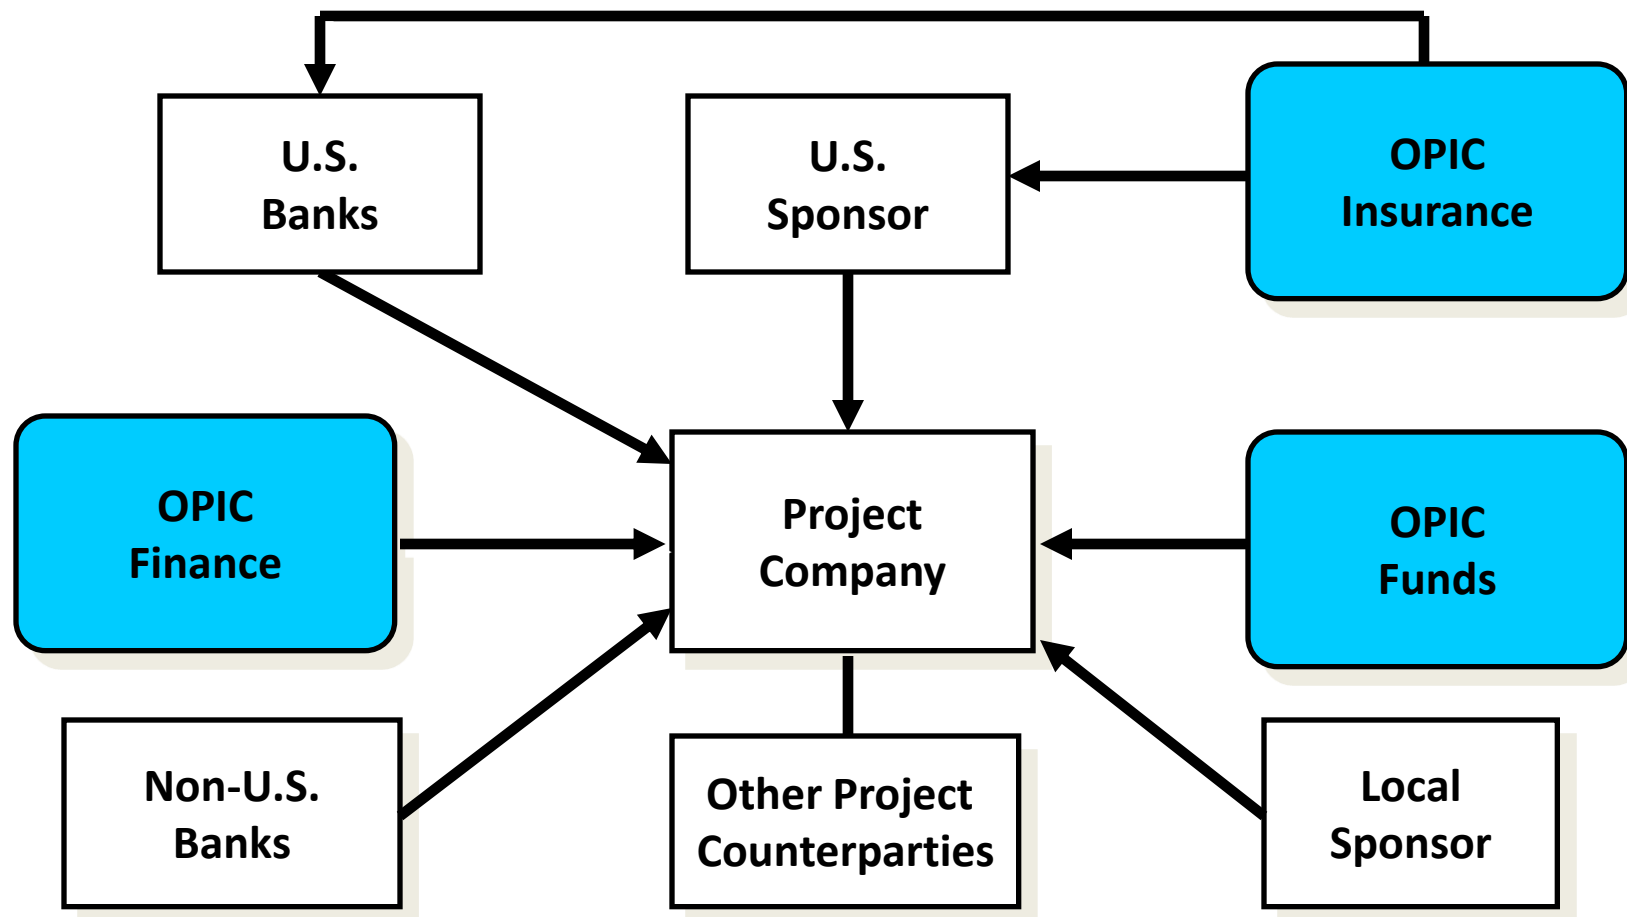 U.S.
Banks
U.S.
Sponsor
OPIC
Insurance
OPIC
Finance
Project
Company
OPIC
Funds
Non-U.S.
Banks
Other Project
Counterparties
Local
Sponsor